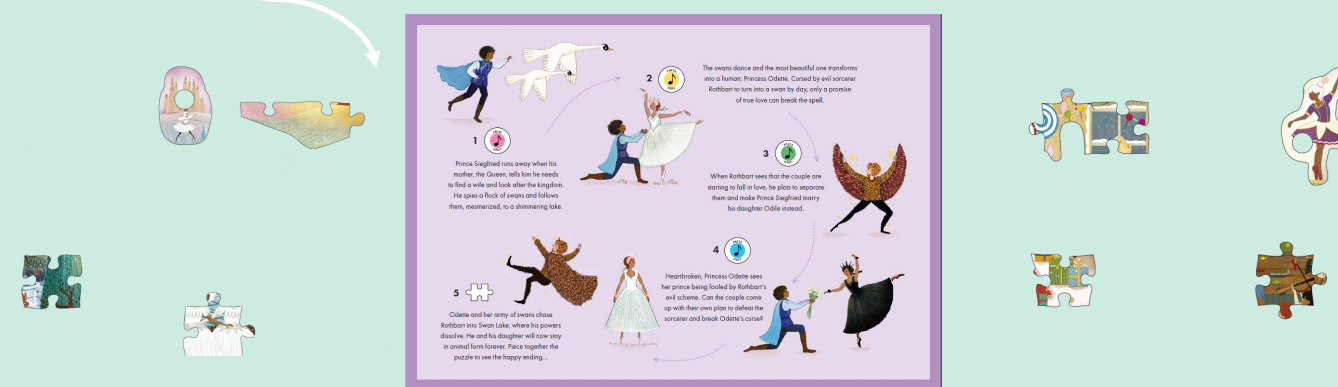 1
Prince Siegfried runs away when his
mother, the Queen, tells him he needs
to find a wife and look after the kingdom.
He spies a flock of swans and follows
them, mesmerized, to a shimmering lake.
2
The swans dance and the most beautiful one transforms
into a human: Princess Odette. Cursed by evil sorcerer
Rothbart to turn into a swan by day, only a promise
of true love can break the spell.
3
When Rothbart sees that the couple are
starting to fall in love, he plots to separate
them and make Prince Siegfried marry
his daughter Odile instead.
4
Heartbroken, Princess Odette sees
her prince being fooled by Rothbart's
evil scheme. Can the couple come
up with their own plan to defeat the
sorcerer and break Odette's curse?
5
Odette and her army of swans chase
Rothbart into Swan Lake, where his powers
dissolve. He and his daughter will now stay
in animal form forever. Piece together the
puzzle to see the happy ending...